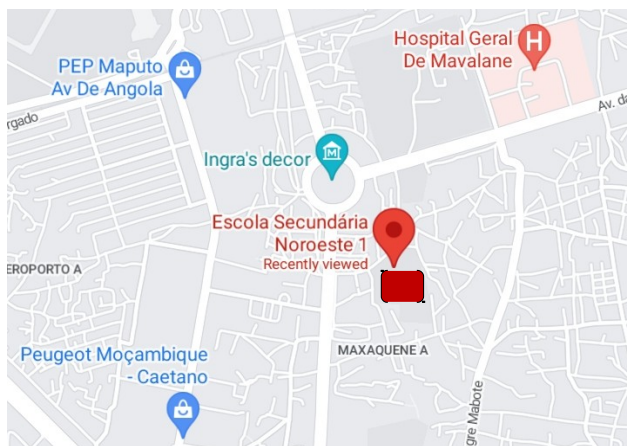 PEP Maputo
Av De Angola
Hospital Geral
De Mavalane
H
Av. da
rgado
Ingra's decor
M
Escola Secundária
Noroeste 1
Recently viewed
EROPORTO A
MAXAQUENE A
Peugeot Moçambique
- Caetano
gre Mabote